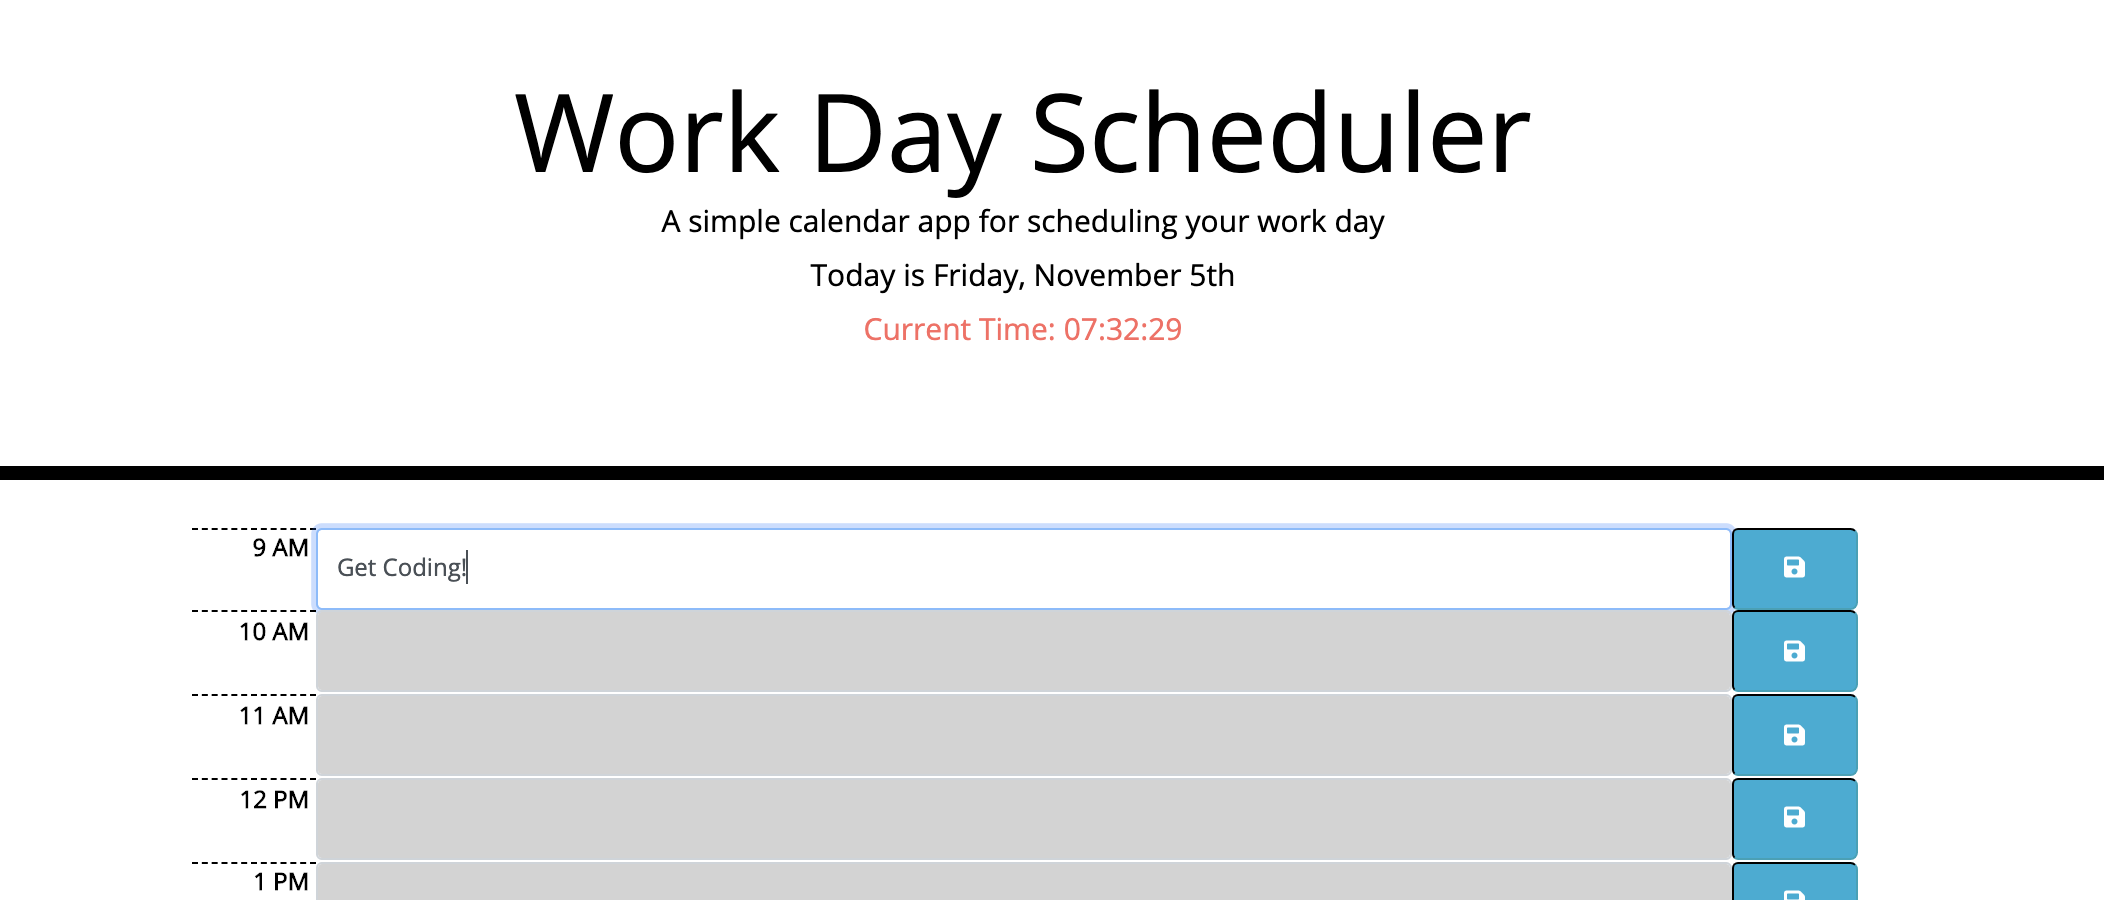 Work Day Scheduler
A simple calendar app for scheduling your work day
Today is Friday, November 5th
Current Time: 07:32:29
9 AM
Get Coding!
10 AM
11 AM
12 PM
1 PM